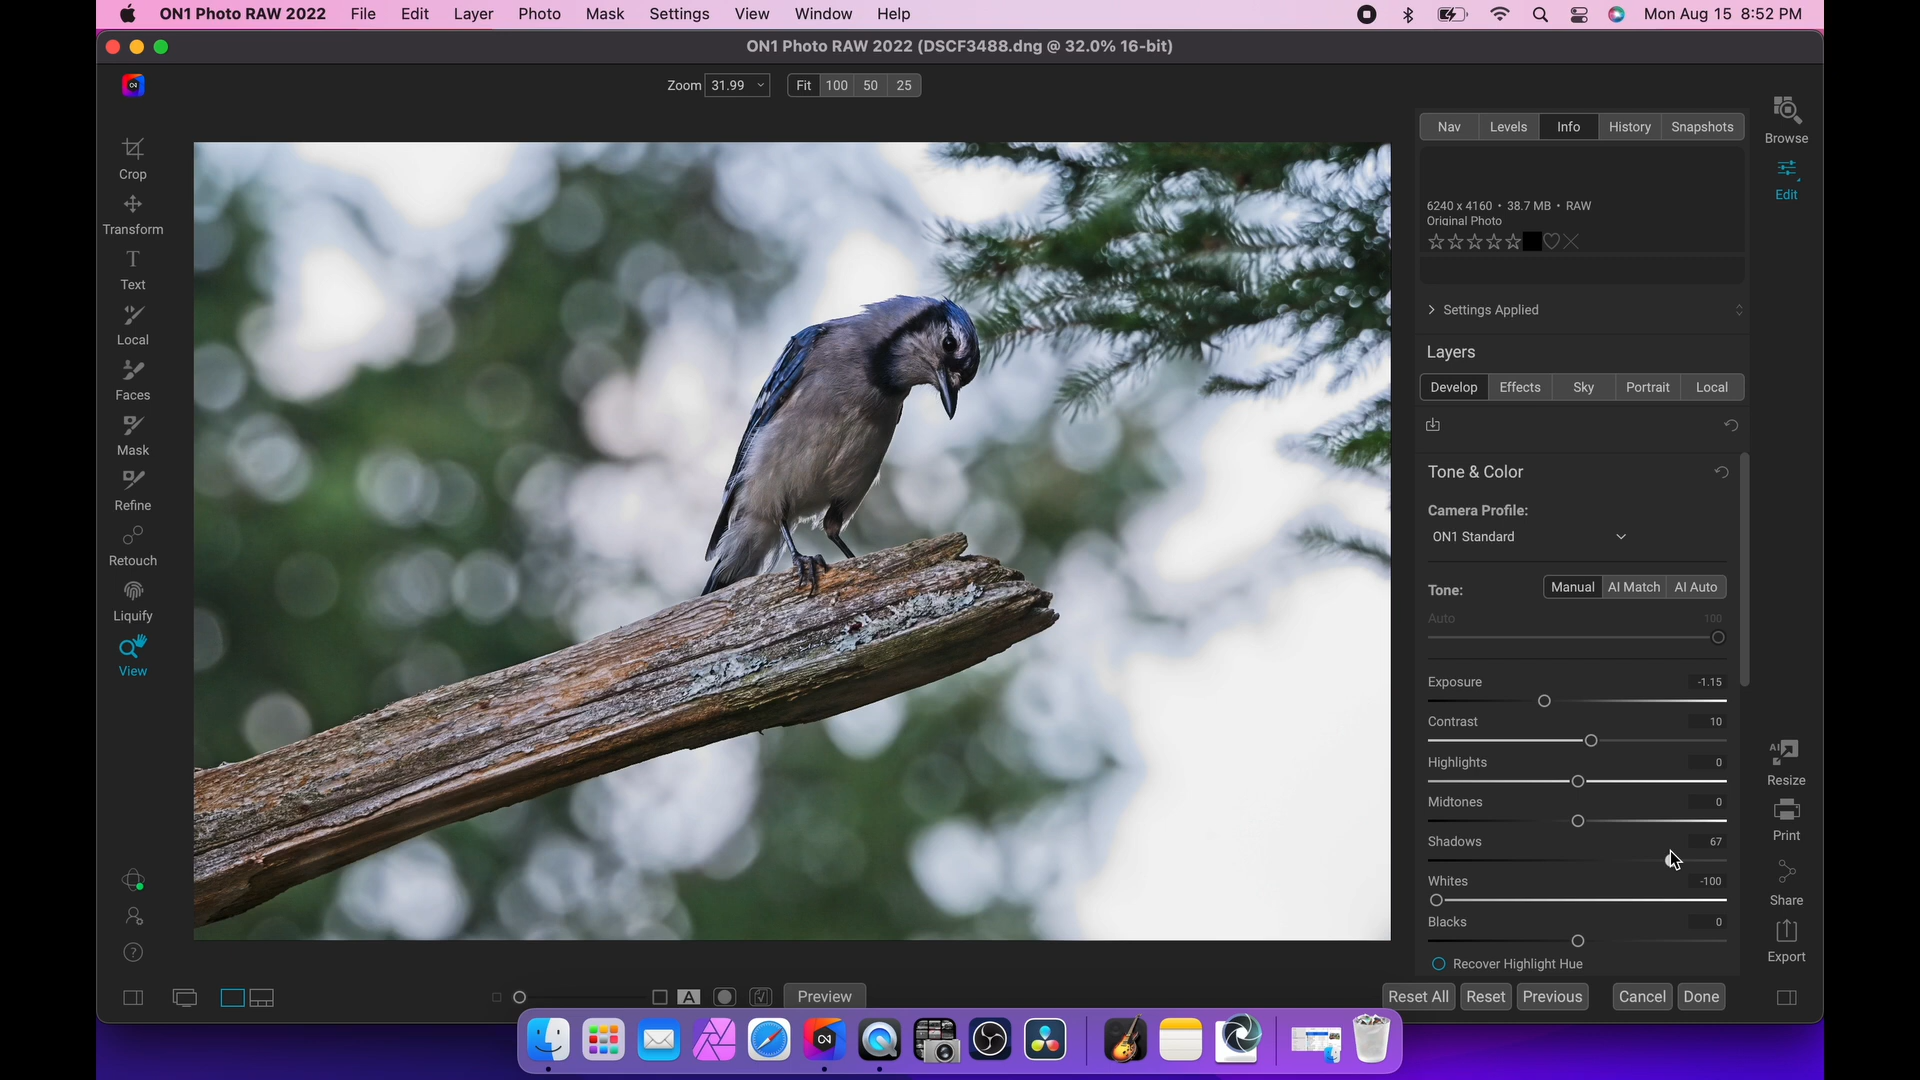 ON1 Photo RAW 2022 File Edit Layer Photo Mask Settings View Window Help Mon Aug 15 8:52 PM
ON1 Photo RAW 2022 (DSCF3488.dng @ 32.0% 16-bit)
Zoom 31.99 Fit 100 50 25
Crop
Transform
Text
Local
Faces
Mask
Refine
Retouch
Liquify
View
Nav Levels Info History Snapshots
6240 x 4160 • 38.7 MB • RAW
Original Photo
Settings Applied
Layers
Develop Effects Sky Portrait Local
Tone & Color
Camera Profile:
ON1 Standard
Tone: Manual AI Match AI Auto
Auto 100
Exposure -1.15
Contrast 10
Highlights 0
Midtones 0
Shadows 67
Whites -100
Blacks 0
Recover Highlight Hue
Browse
Edit
AI
Resize
Print
Share
Export
A Preview Reset All Reset Previous Cancel Done